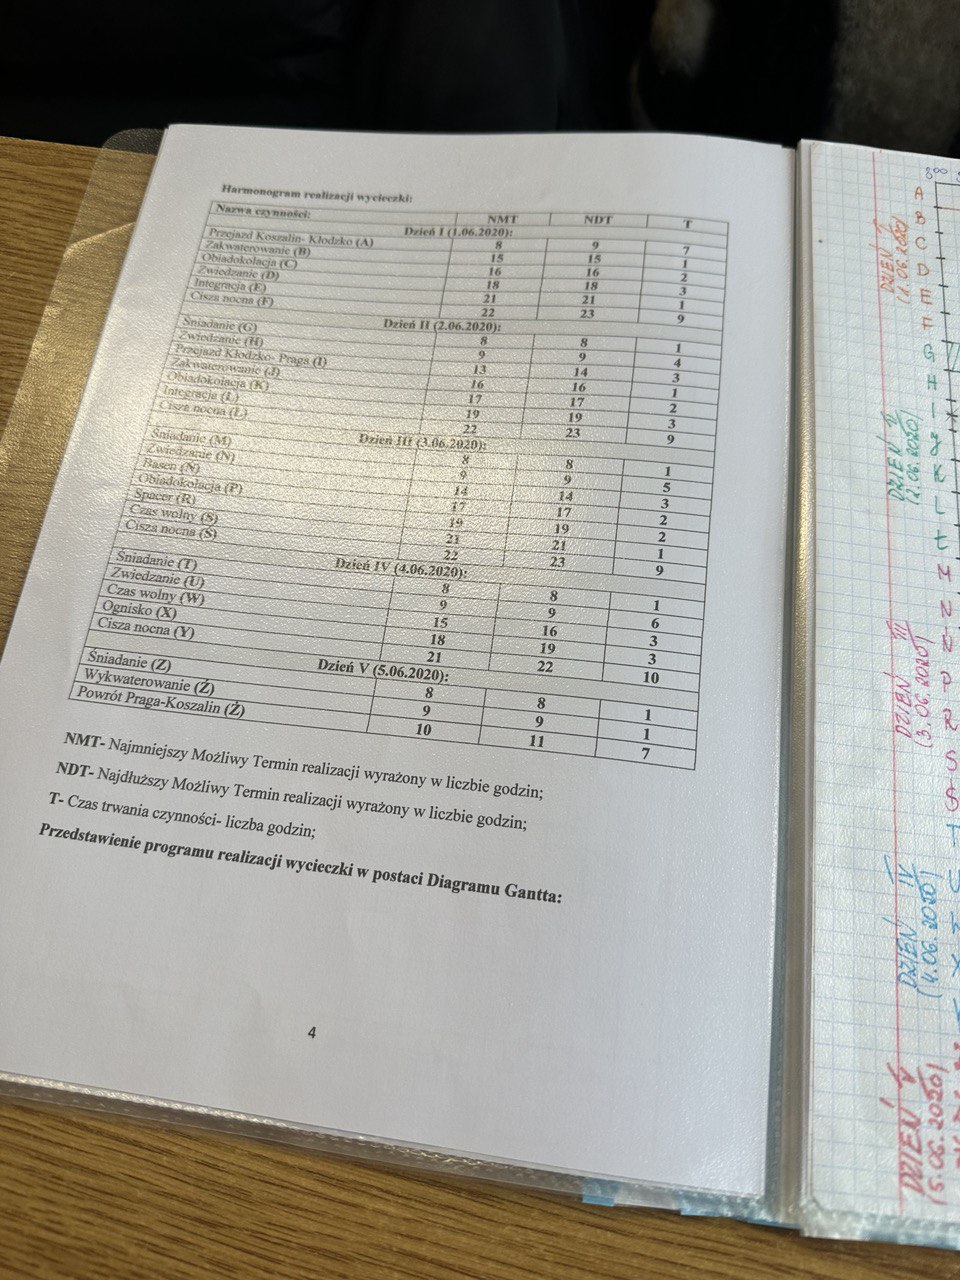 Harmonogram realizacji wycieczki:
Nazwa czynności: NMT NDT T
Dzień I (1.06.2020):
Przejazd Koszalin- Kłodzko (A) 8 9 7
Zakwaterowanie (B) 15 15 1
Obiadokolacja (C) 16 16 2
Zwiedzanie (D) 18 18 3
Integracja (E) 21 21 1
Cisza nocna (F) 22 23 9
Dzień II (2.06.2020):
Śniadanie (G) 8 8 1
Zwiedzanie (H) 9 9 4
Przejazd Kłodzko- Praga (I) 13 14 3
Zakwaterowanie (J) 16 16 1
Obiadokolacja (K) 17 17 2
Integracja (L) 19 19 3
Cisza nocna (Ł) 22 23 9
Dzień III (3.06.2020):
Śniadanie (M) 8 8 1
Zwiedzanie (N) 9 9 5
Basen (Ń) 14 14 3
Obiadokolacja (P) 17 17 2
Spacer (R) 19 19 2
Czas wolny (S) 21 21 1
Cisza nocna (Ś) 22 23 9
Dzień IV (4.06.2020):
Śniadanie (T) 8 8 1
Zwiedzanie (U) 9 9 6
Czas wolny (W) 15 16 3
Ognisko (X) 18 19 3
Cisza nocna (Y) 21 22 10
Dzień V (5.06.2020):
Śniadanie (Z) 8 8 1
Wykwaterowanie (Ź) 9 9 1
Powrót Praga-Koszalin (Ż) 10 11 7
NMT- Najmniejszy Możliwy Termin realizacji wyrażony w liczbie godzin;
NDT- Najdłuższy Możliwy Termin realizacji wyrażony w liczbie godzin;
T- Czas trwania czynności- liczba godzin;
Przedstawienie programu realizacji wycieczki w postaci Diagramu Gantta:
4
DZIEŃ I
(1.06.2020)
A
B
C
D
E
F
DZIEŃ II
(2.06.2020)
G
H
I
DZIEŃ III
(3.06.2020)
DZIEŃ IV
(4.06.2020)
DZIEŃ V
(5.06.2020)